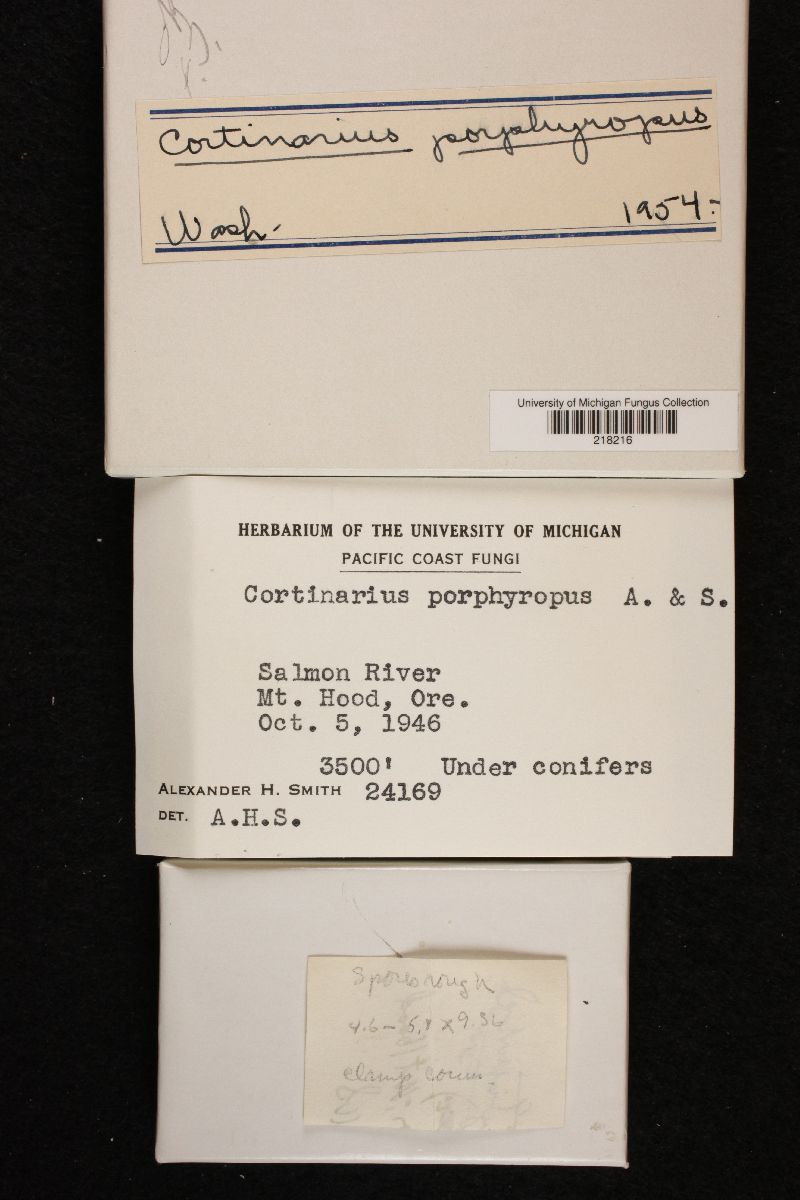 Cortinarius porphyropus
Wash. 1954.
University of Michigan Fungus Collection
218216
HERBARIUM OF THE UNIVERSITY OF MICHIGAN
PACIFIC COAST FUNGI
Cortinarius porphyropus A. & S.
Salmon River
Mt. Hood, Ore.
Oct. 5, 1946
3500' Under conifers
ALEXANDER H. SMITH 24169
DET. A.H.S.
Spores rough
4.6 - 5.8 x 9.36
clamp conn.